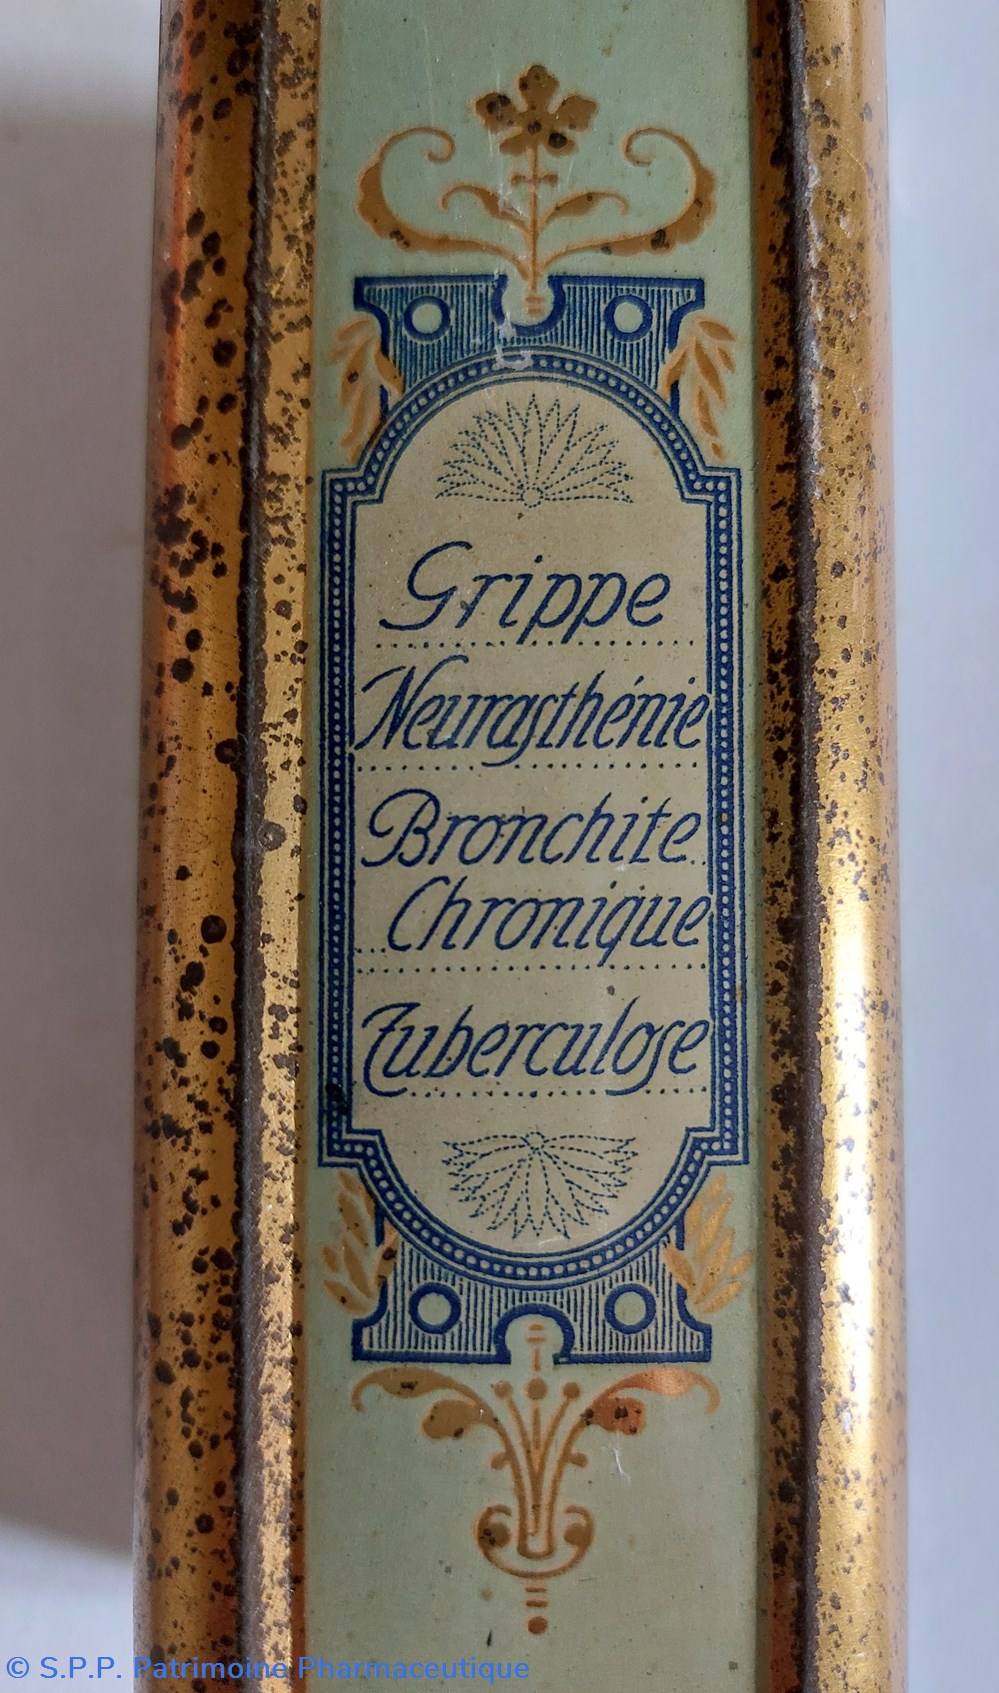 Grippe
Neurasthénie
Bronchite
Chronique
Tuberculose
© S.P.P. Patrimoine Pharmaceutique